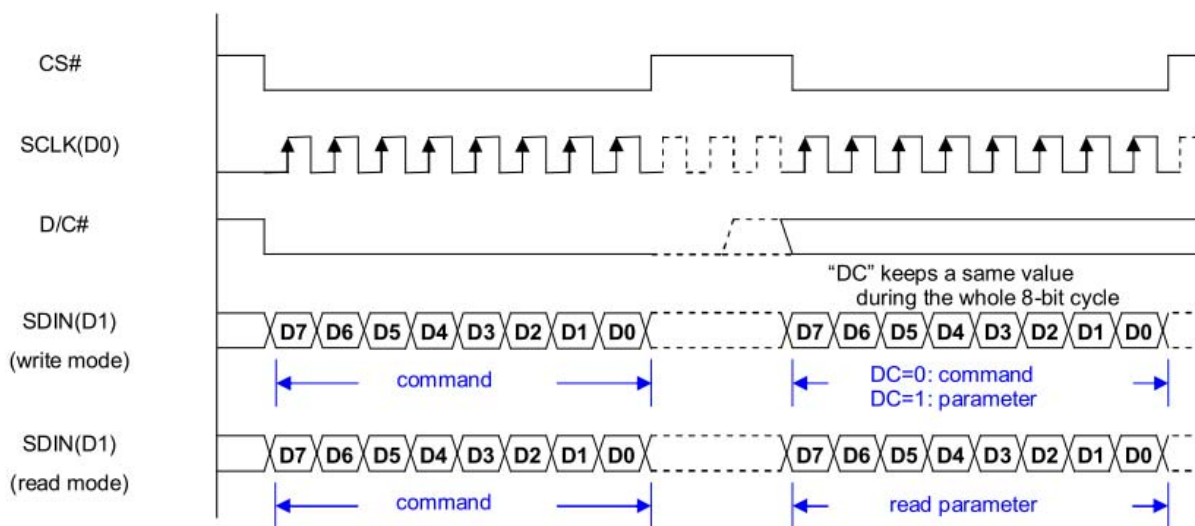 CS#
SCLK(D0)
D/C#
“DC” keeps a same value
during the whole 8-bit cycle
SDIN(D1)
(write mode)
D7 D6 D5 D4 D3 D2 D1 D0 D7 D6 D5 D4 D3 D2 D1 D0
command
DC=0: command
DC=1: parameter
SDIN(D1)
(read mode)
D7 D6 D5 D4 D3 D2 D1 D0 D7 D6 D5 D4 D3 D2 D1 D0
command
read parameter